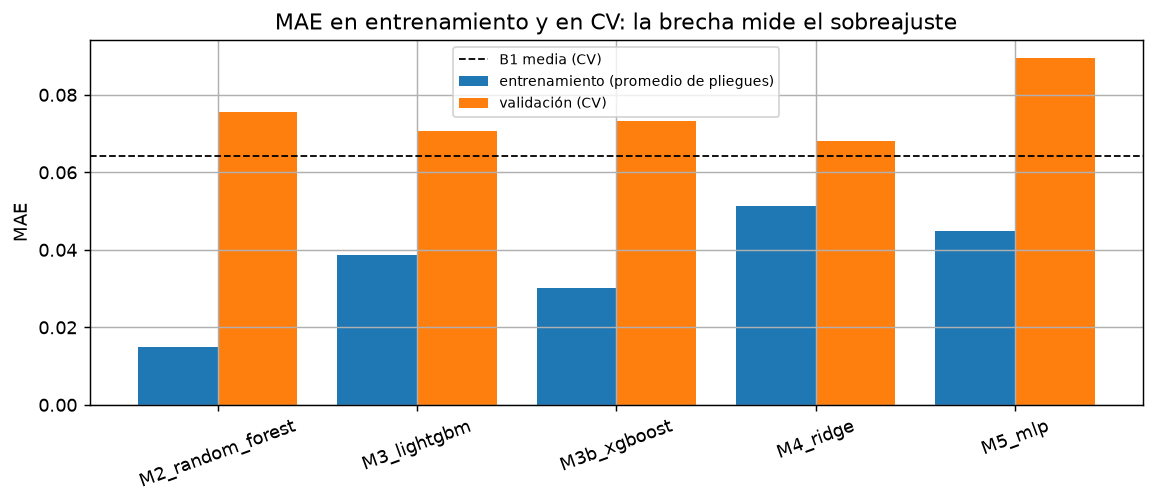 MAE en entrenamiento y en CV: la brecha mide el sobreajuste
B1 media (CV)
entrenamiento (promedio de pliegues)
validación (CV)
MAE
0.08
0.06
0.04
0.02
0.00
M2_random_forest
M3_lightgbm
M3b_xgboost
M4_ridge
M5_mlp